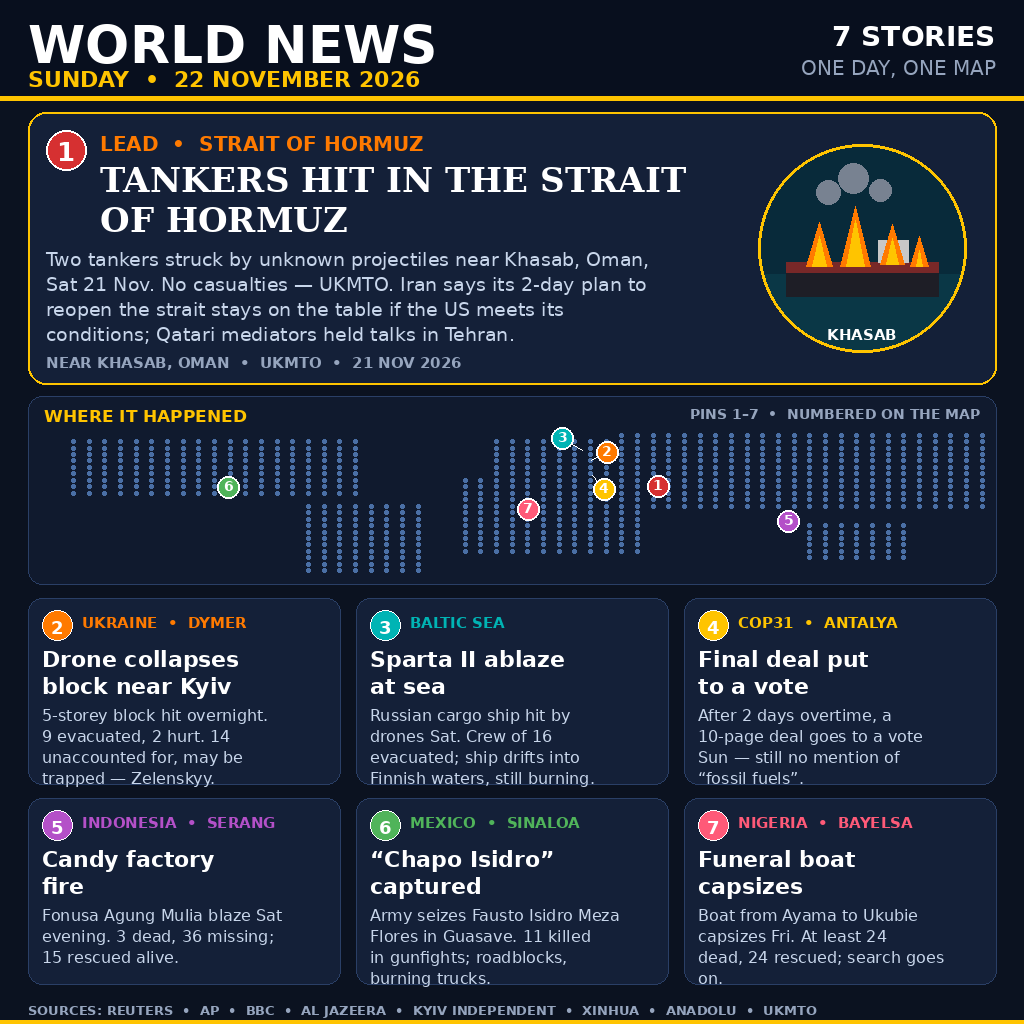 WORLD NEWS
SUNDAY • 22 NOVEMBER 2026
7 STORIES
ONE DAY, ONE MAP
1
LEAD • STRAIT OF HORMUZ
TANKERS HIT IN THE STRAIT
OF HORMUZ
Two tankers struck by unknown projectiles near Khasab, Oman,
Sat 21 Nov. No casualties — UKMTO. Iran says its 2-day plan to
reopen the strait stays on the table if the US meets its
conditions; Qatari mediators held talks in Tehran.
NEAR KHASAB, OMAN • UKMTO • 21 NOV 2026
KHASAB
WHERE IT HAPPENED
PINS 1–7 • NUMBERED ON THE MAP
3
2
6
4
1
7
5
2
UKRAINE • DYMER
Drone collapses
block near Kyiv
5-storey block hit overnight.
9 evacuated, 2 hurt. 14
unaccounted for, may be
trapped — Zelenskyy.
3
BALTIC SEA
Sparta II ablaze
at sea
Russian cargo ship hit by
drones Sat. Crew of 16
evacuated; ship drifts into
Finnish waters, still burning.
4
COP31 • ANTALYA
Final deal put
to a vote
After 2 days overtime, a
10-page deal goes to a vote
Sun — still no mention of
“fossil fuels”.
5
INDONESIA • SERANG
Candy factory
fire
Fonusa Agung Mulia blaze Sat
evening. 3 dead, 36 missing;
15 rescued alive.
6
MEXICO • SINALOA
“Chapo Isidro”
captured
Army seizes Fausto Isidro Meza
Flores in Guasave. 11 killed
in gunfights; roadblocks,
burning trucks.
7
NIGERIA • BAYELSA
Funeral boat
capsizes
Boat from Ayama to Ukubie
capsizes Fri. At least 24
dead, 24 rescued; search goes
on.
SOURCES: REUTERS • AP • BBC • AL JAZEERA • KYIV INDEPENDENT • XINHUA • ANADOLU • UKMTO